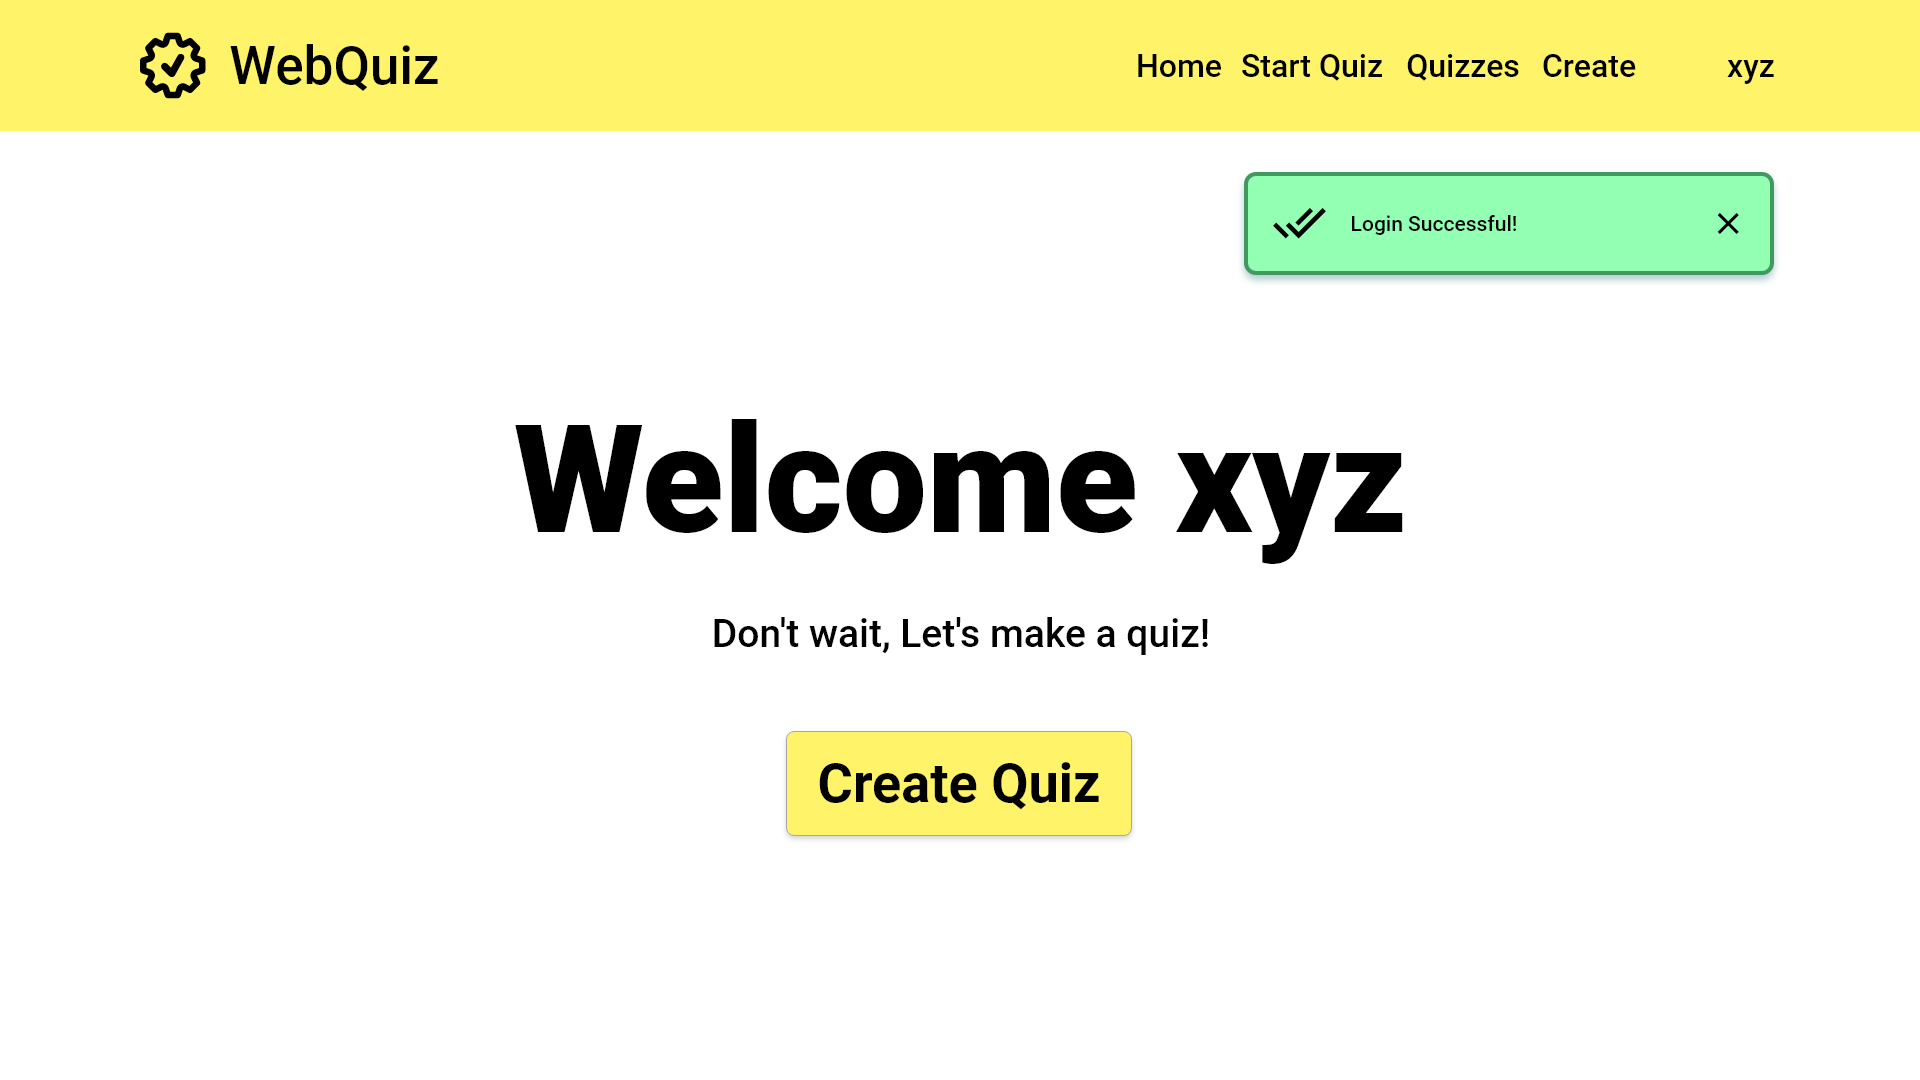 WebQuiz
Home Start Quiz Quizzes Create xyz
Login Successful!
Welcome xyz
Don't wait, Let's make a quiz!
Create Quiz